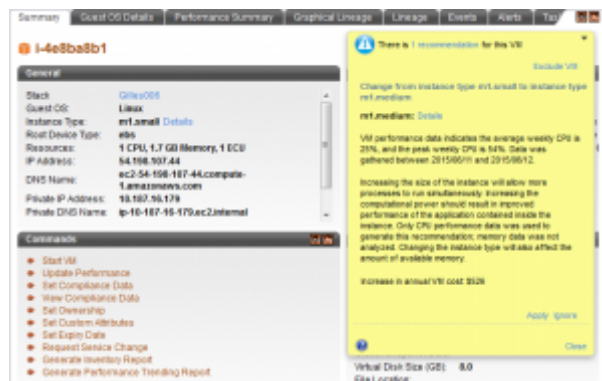 Summary Guest OS Details Performance Summary Graphical Lineage Lineage Events Alerts
i-4e8ba8b1
General
Stack Gilles005
Guest OS: Linux
Instance Type: m1.small Details
Root Device Type: ebs
Resources: 1 CPU, 1.7 GB Memory, 1 ECU
IP Address: 54.198.107.44
DNS Name: ec2-54-198-107-44.compute-
1.amazonaws.com
Private IP Address: 10.187.16.179
Private DNS Name: ip-10-187-16-179.ec2.internal
Commands
Start VM
Update Performance
Set Compliance Data
View Compliance Data
Set Ownership
Set Custom Attributes
Set Expiry Date
Request Service Change
Generate Inventory Report
Generate Performance Trending Report
There is 1 recommendation for this VM
Exclude VM
Change from instance type m1.small to instance type
m1.medium
m1.medium: Details
VM performance data indicates the average weekly CPU is
25%, and the peak weekly CPU is 54%. Data was
gathered between 2015/06/11 and 2015/06/12.
Increasing the size of the instance will allow more
processes to run simultaneously. Increasing the
computational power should result in improved
performance of the application contained inside the
instance. Only CPU performance data was used to
generate this recommendation; memory data was not
analyzed. Changing the instance type will also affect the
amount of available memory.
Increase in annual VM cost: $526
Apply Ignore
Close
Virtual Disk Size (GB): 8.0
File Location: